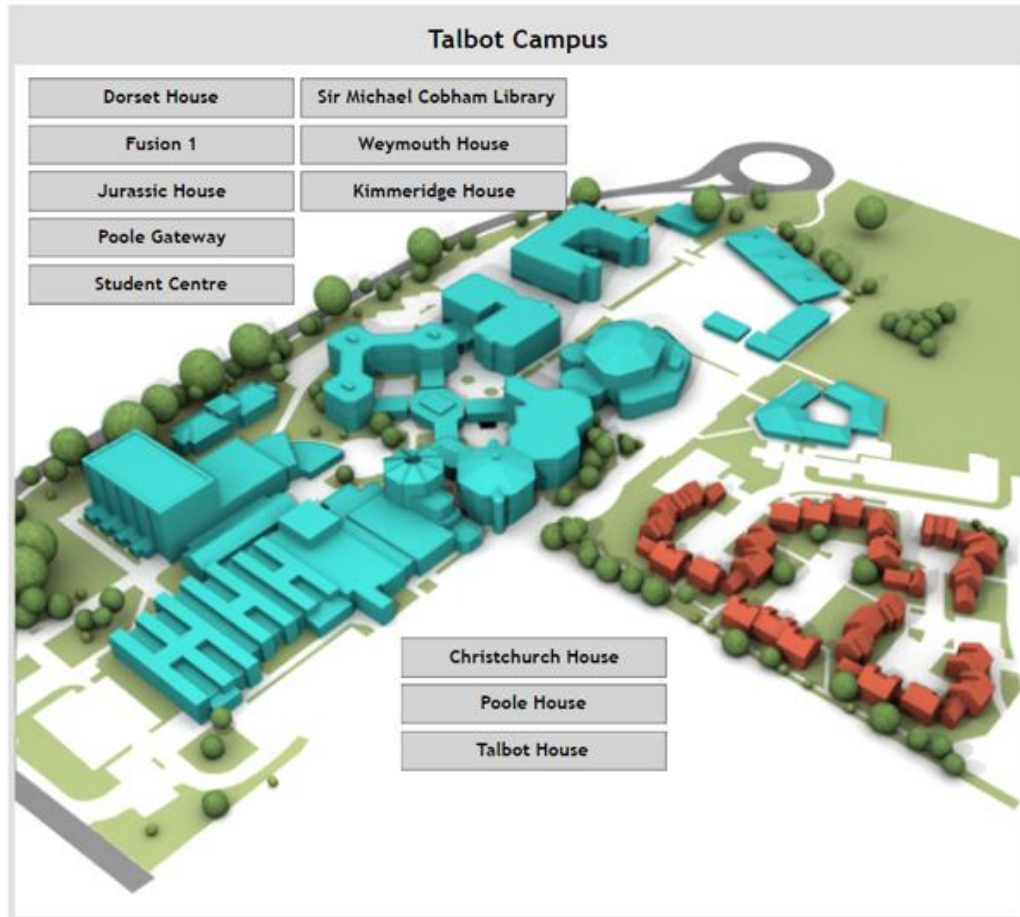 Talbot Campus
Dorset House
Sir Michael Cobham Library
Fusion 1
Weymouth House
Jurassic House
Kimmeridge House
Poole Gateway
Student Centre
Christchurch House
Poole House
Talbot House